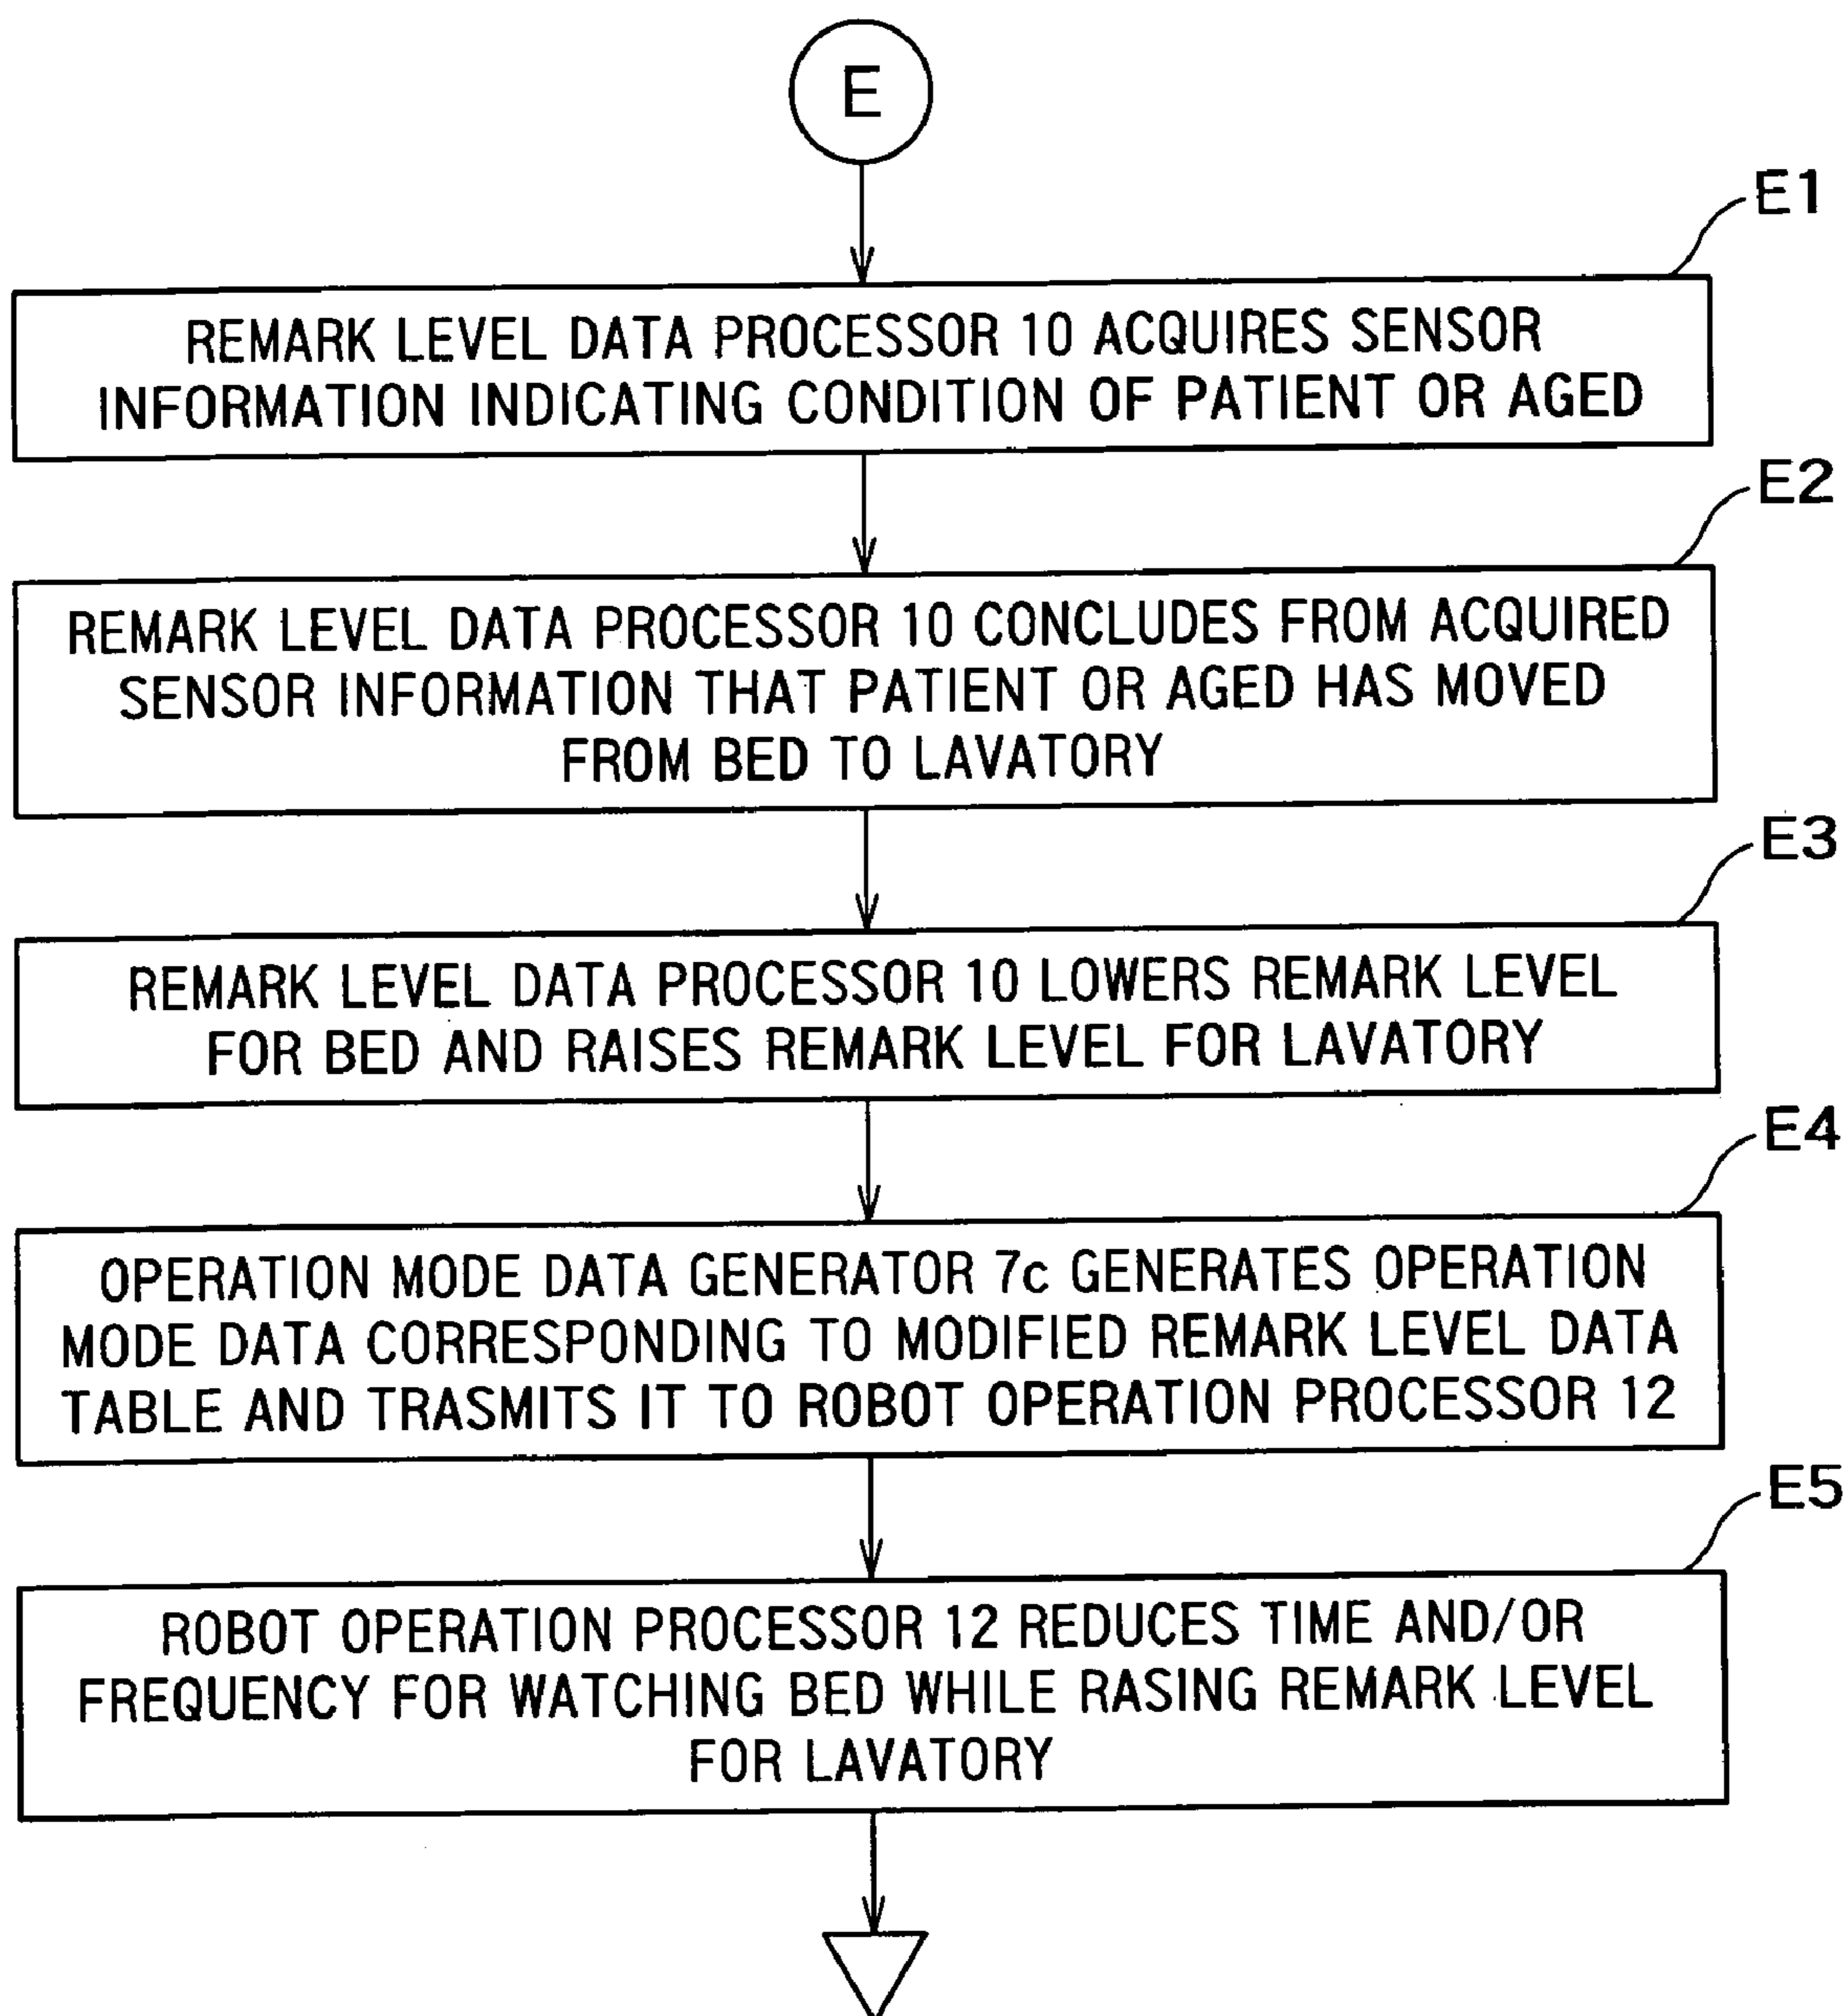 E
E1
REMARK LEVEL DATA PROCESSOR 10 ACQUIRES SENSOR
INFORMATION INDICATING CONDITION OF PATIENT OR AGED
E2
REMARK LEVEL DATA PROCESSOR 10 CONCLUDES FROM ACQUIRED
SENSOR INFORMATION THAT PATIENT OR AGED HAS MOVED
FROM BED TO LAVATORY
E3
REMARK LEVEL DATA PROCESSOR 10 LOWERS REMARK LEVEL
FOR BED AND RAISES REMARK LEVEL FOR LAVATORY
E4
OPERATION MODE DATA GENERATOR 7c GENERATES OPERATION
MODE DATA CORRESPONDING TO MODIFIED REMARK LEVEL DATA
TABLE AND TRASMITS IT TO ROBOT OPERATION PROCESSOR 12
E5
ROBOT OPERATION PROCESSOR 12 REDUCES TIME AND/OR
FREQUENCY FOR WATCHING BED WHILE RASING REMARK LEVEL
FOR LAVATORY